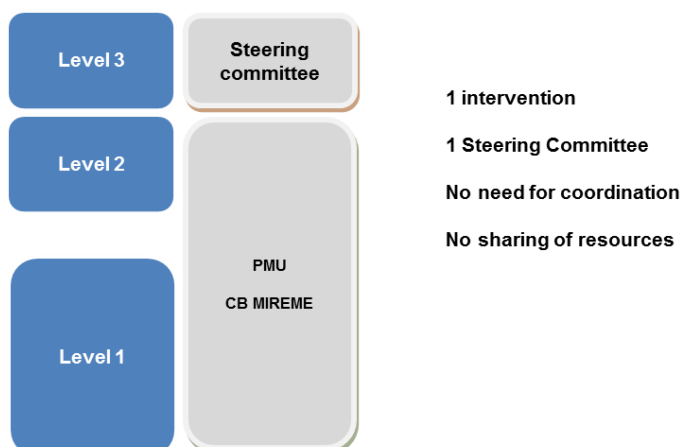 Level 3
Steering
committee
Level 2
PMU
CB MIREME
Level 1
1 intervention
1 Steering Committee
No need for coordination
No sharing of resources